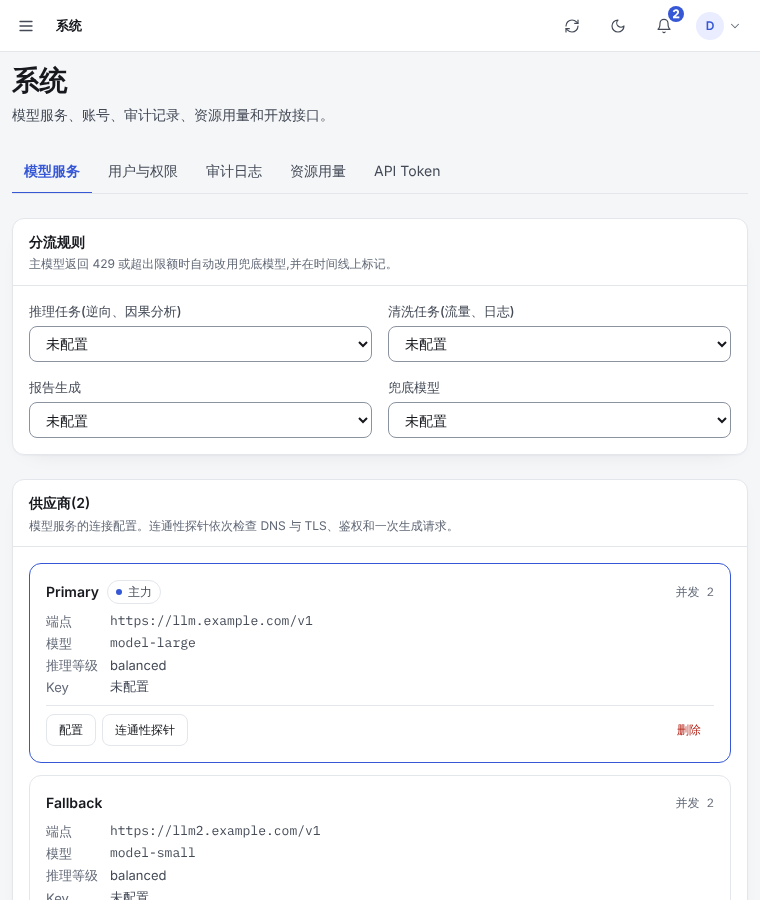 系统
2
D
系统
模型服务、账号、审计记录、资源用量和开放接口。
模型服务 用户与权限 审计日志 资源用量 API Token
分流规则
主模型返回 429 或超出限额时自动改用兜底模型,并在时间线上标记。
推理任务(逆向、因果分析) 清洗任务(流量、日志)
未配置 未配置
报告生成 兜底模型
未配置 未配置
供应商(2)
模型服务的连接配置。连通性探针依次检查 DNS 与 TLS、鉴权和一次生成请求。
Primary 主力 并发 2
端点 https://llm.example.com/v1
模型 model-large
推理等级 balanced
Key 未配置
配置 连通性探针 删除
Fallback 并发 2
端点 https://llm2.example.com/v1
模型 model-small
推理等级 balanced
Key 未配置